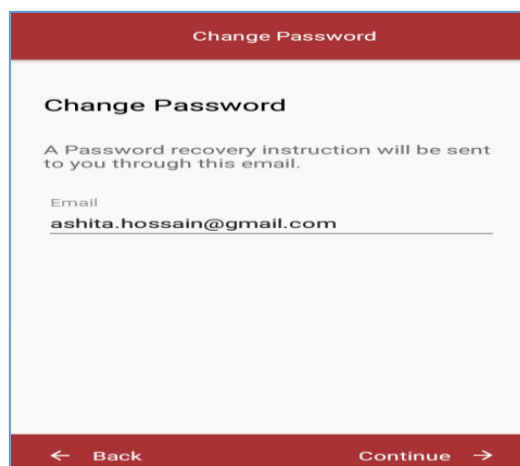 Change Password
Change Password
A Password recovery instruction will be sent
to you through this email.
Email
ashita.hossain@gmail.com
← Back
Continue →